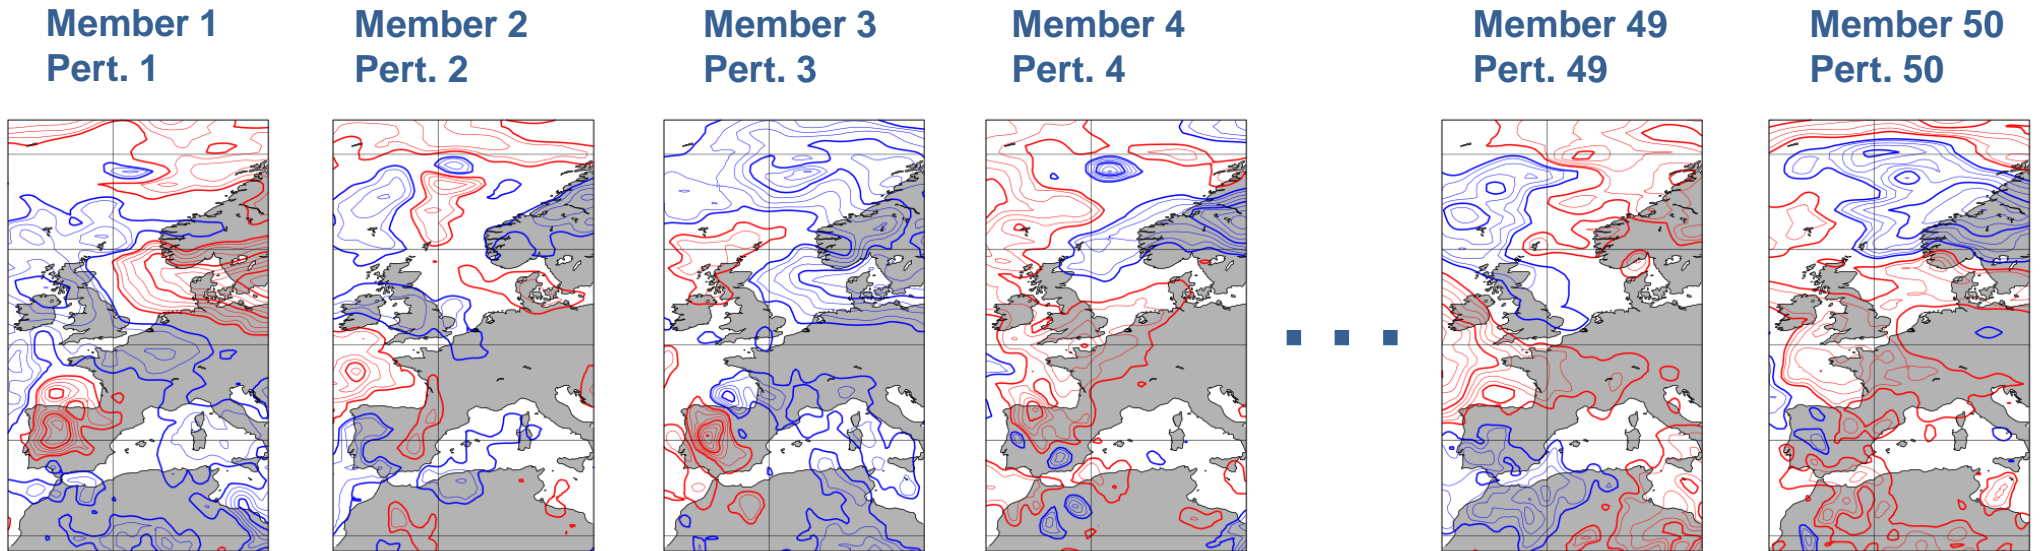 Member 1
Pert. 1
Member 2
Pert. 2
Member 3
Pert. 3
Member 4
Pert. 4
Member 49
Pert. 49
Member 50
Pert. 50